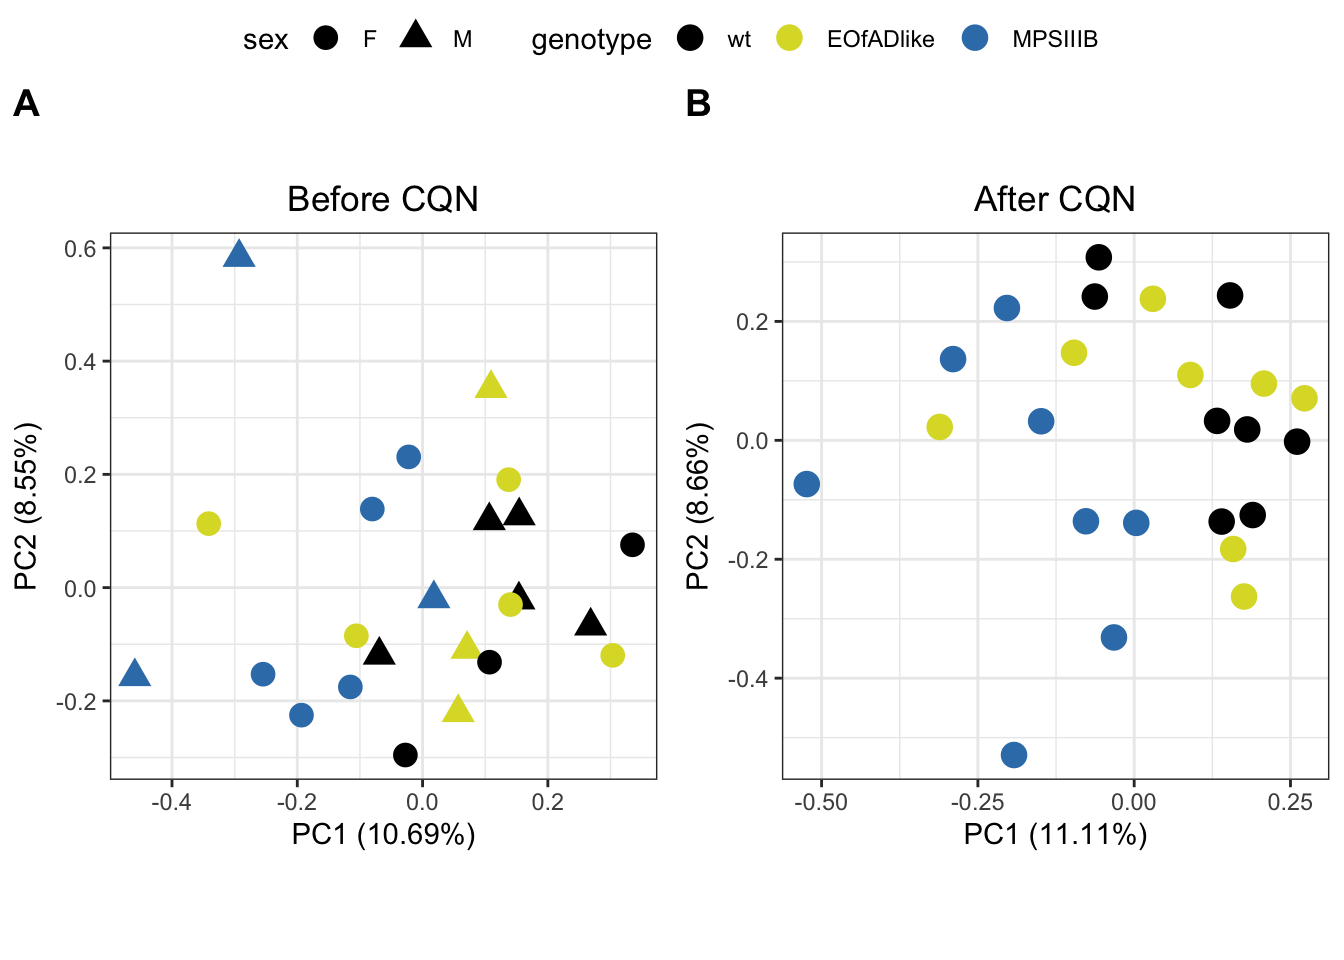 sex F M genotype wt EOfADlike MPSIIIB
A
B
Before CQN
0.6
0.4
0.2
0.0
-0.2
PC2 (8.55%)
-0.4 -0.2 0.0 0.2
PC1 (10.69%)
After CQN
0.2
0.0
-0.2
-0.4
PC2 (8.66%)
-0.50 -0.25 0.00 0.25
PC1 (11.11%)